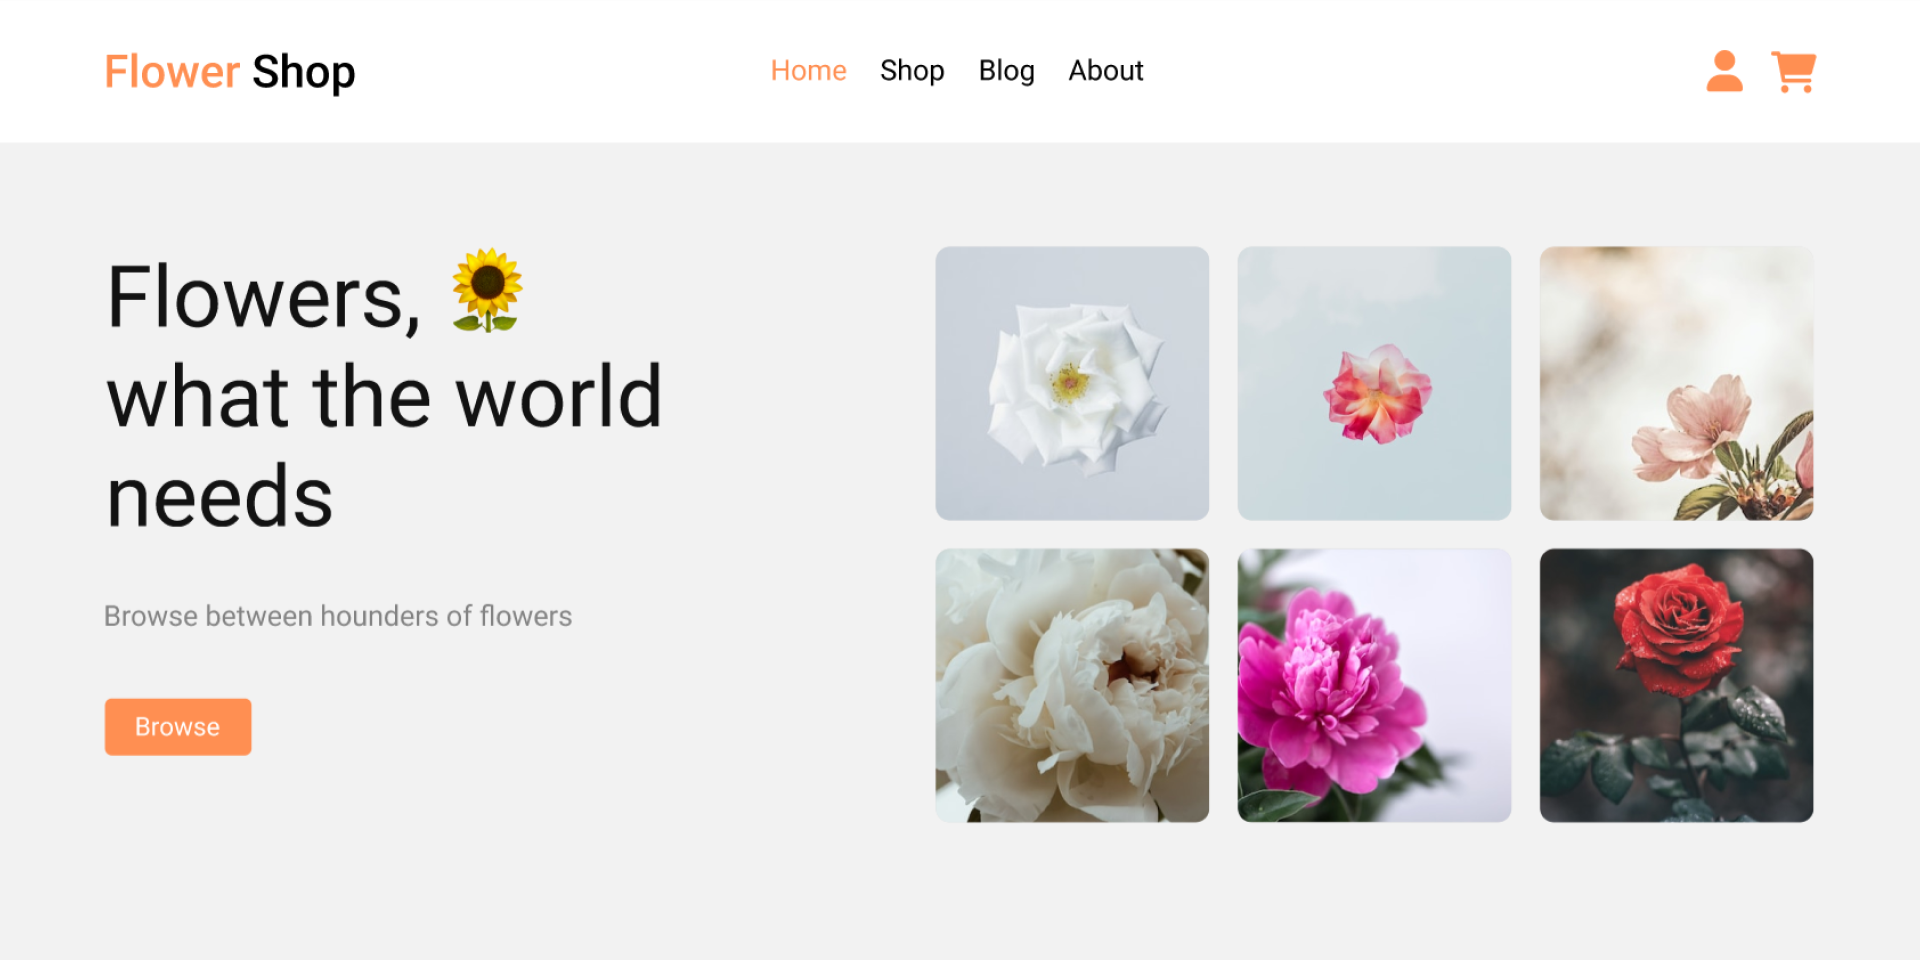 Flower Shop
Home Shop Blog About
Flowers, 🌻
what the world
needs
Browse between hounders of flowers
Browse